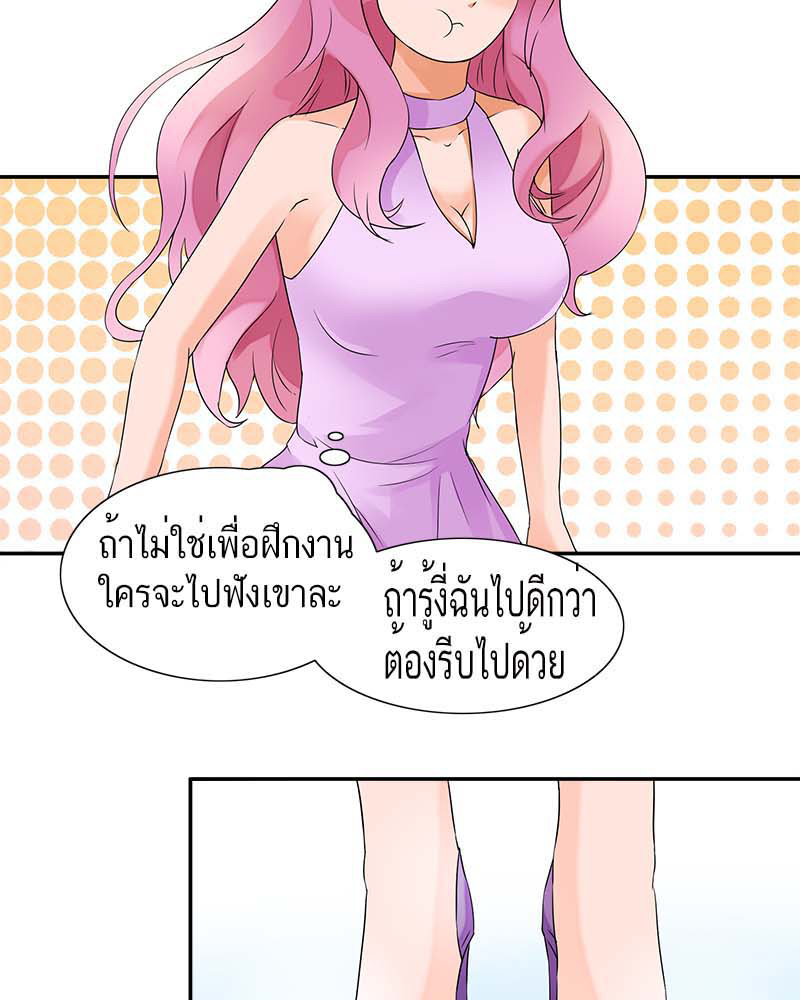 ถ้าไม่ใช่เพื่อฝึกงาน
ใครจะไปฟังเขาละ
ถ้ารู้งี้ฉันไปดีกว่า
ต้องรีบไปด้วย